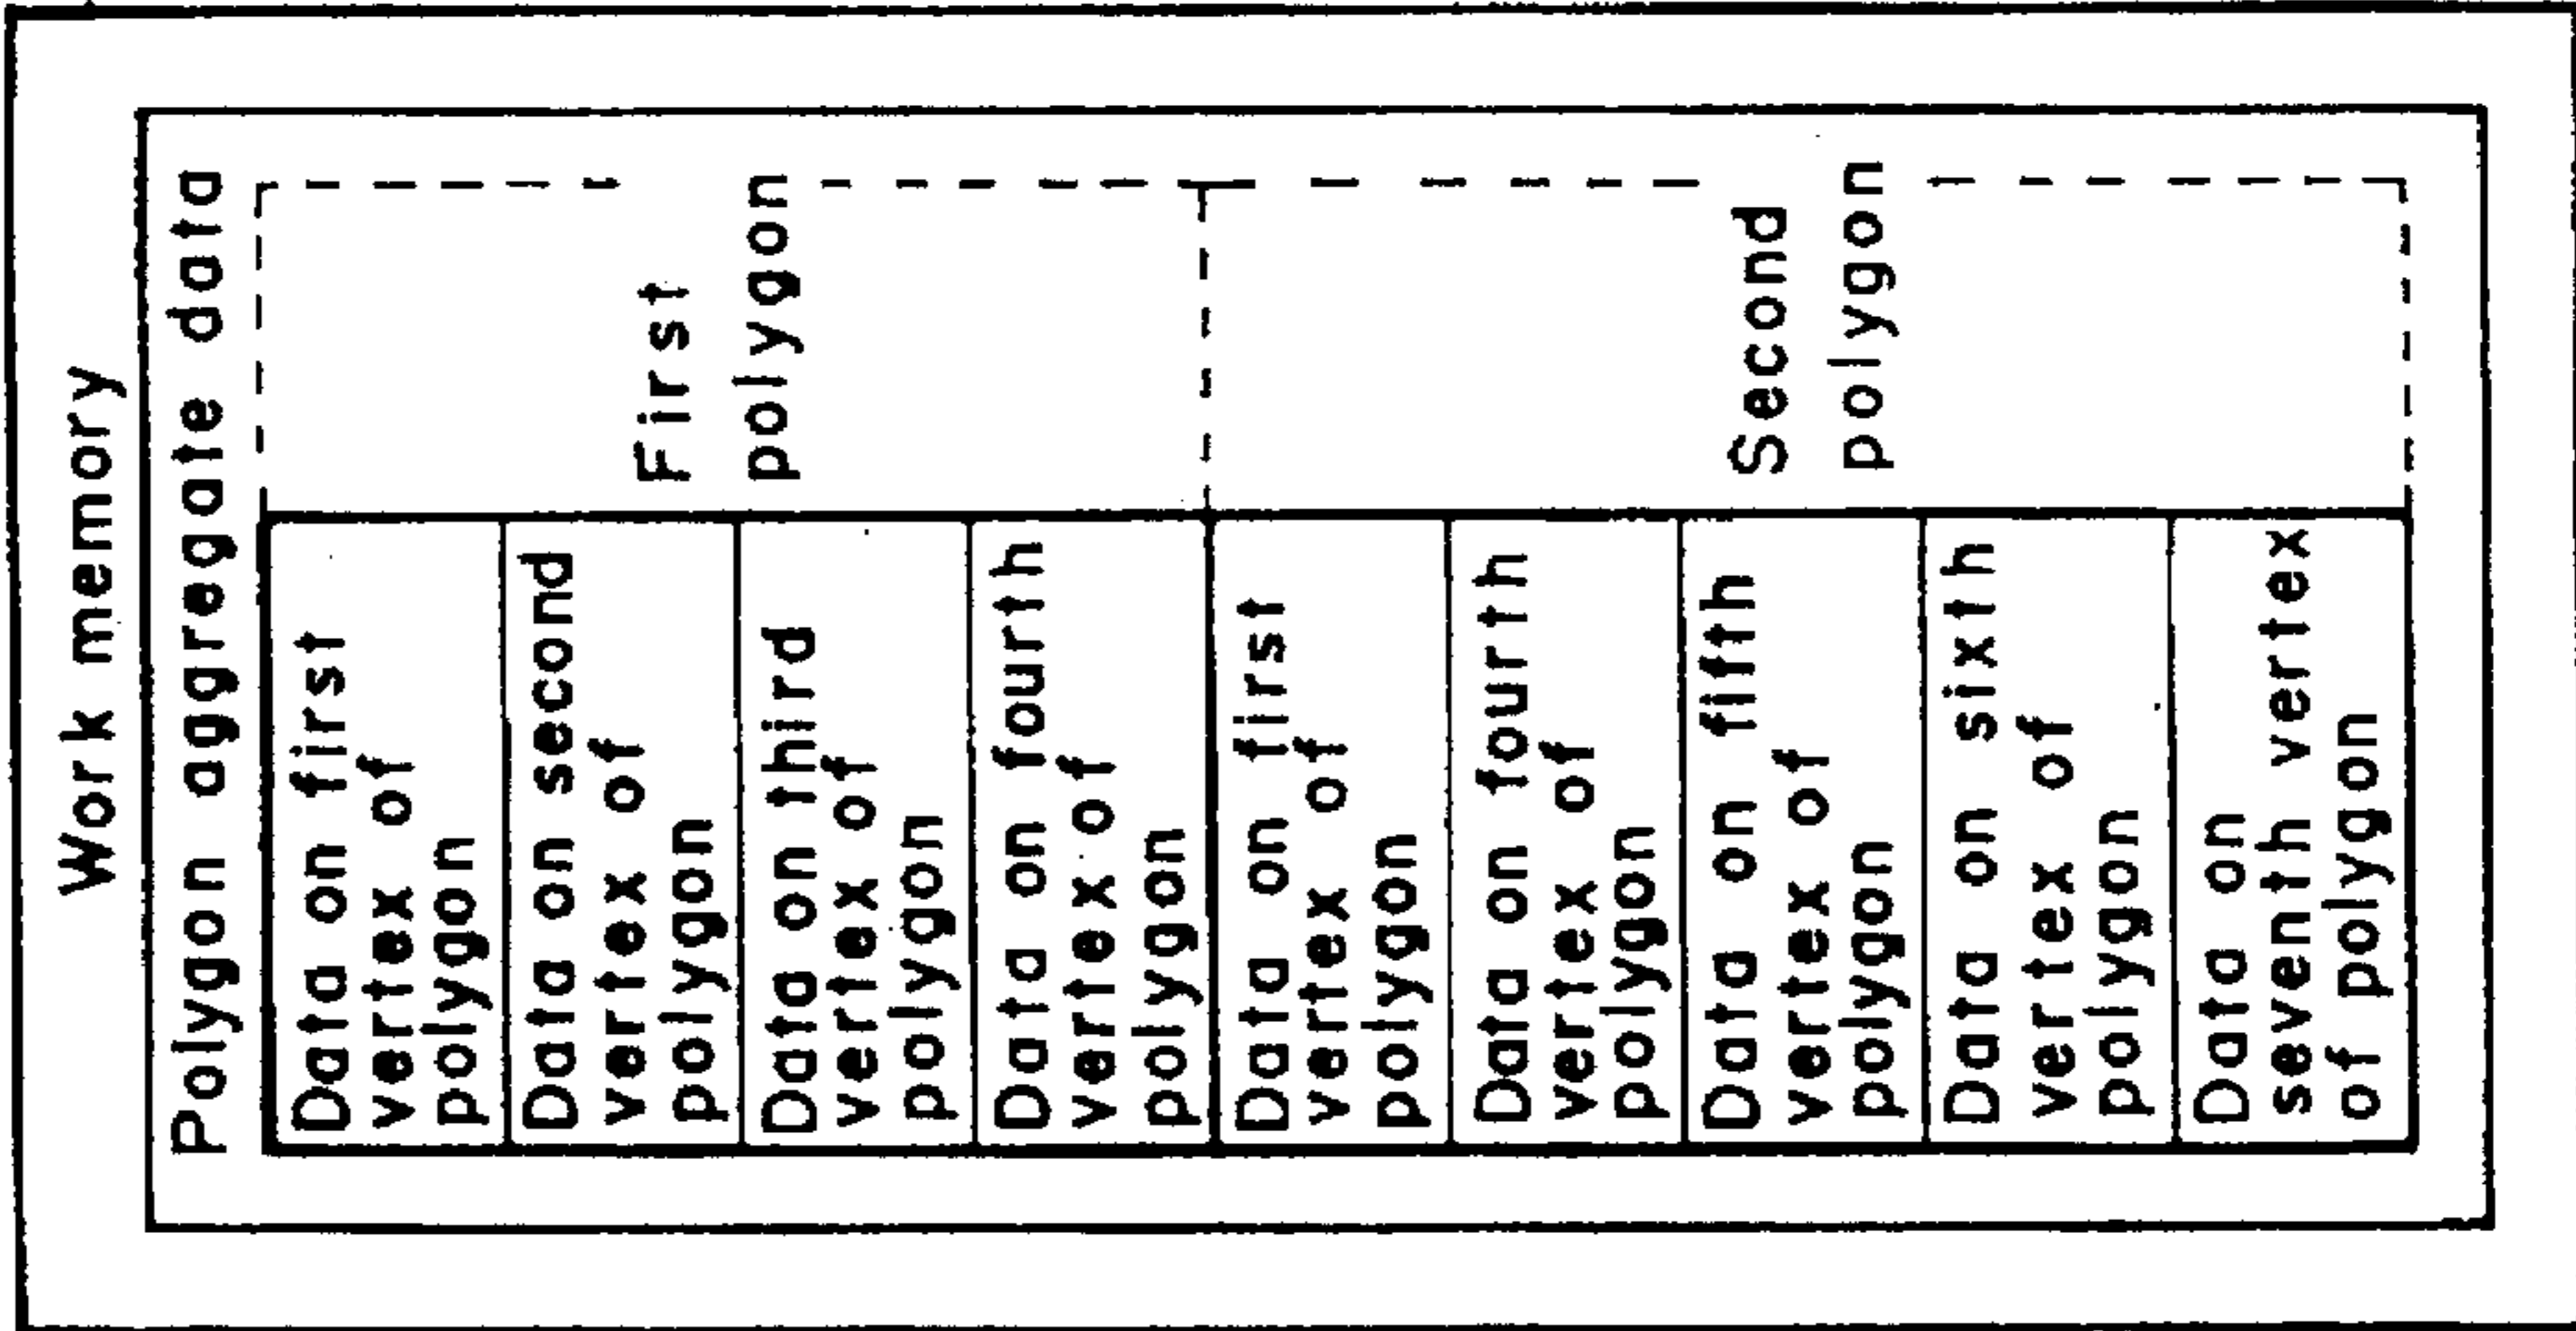 Work memory
Polygon aggregate data
Data on first
vertex of
polygon
Data on second
vertex of
polygon
Data on third
vertex of
polygon
Data on fourth
vertex of
polygon
First
polygon
Data on first
vertex of
polygon
Data on fourth
vertex of
polygon
Data on fifth
vertex of
polygon
Data on sixth
vertex of
polygon
Data on
seventh vertex
of polygon
Second
polygon